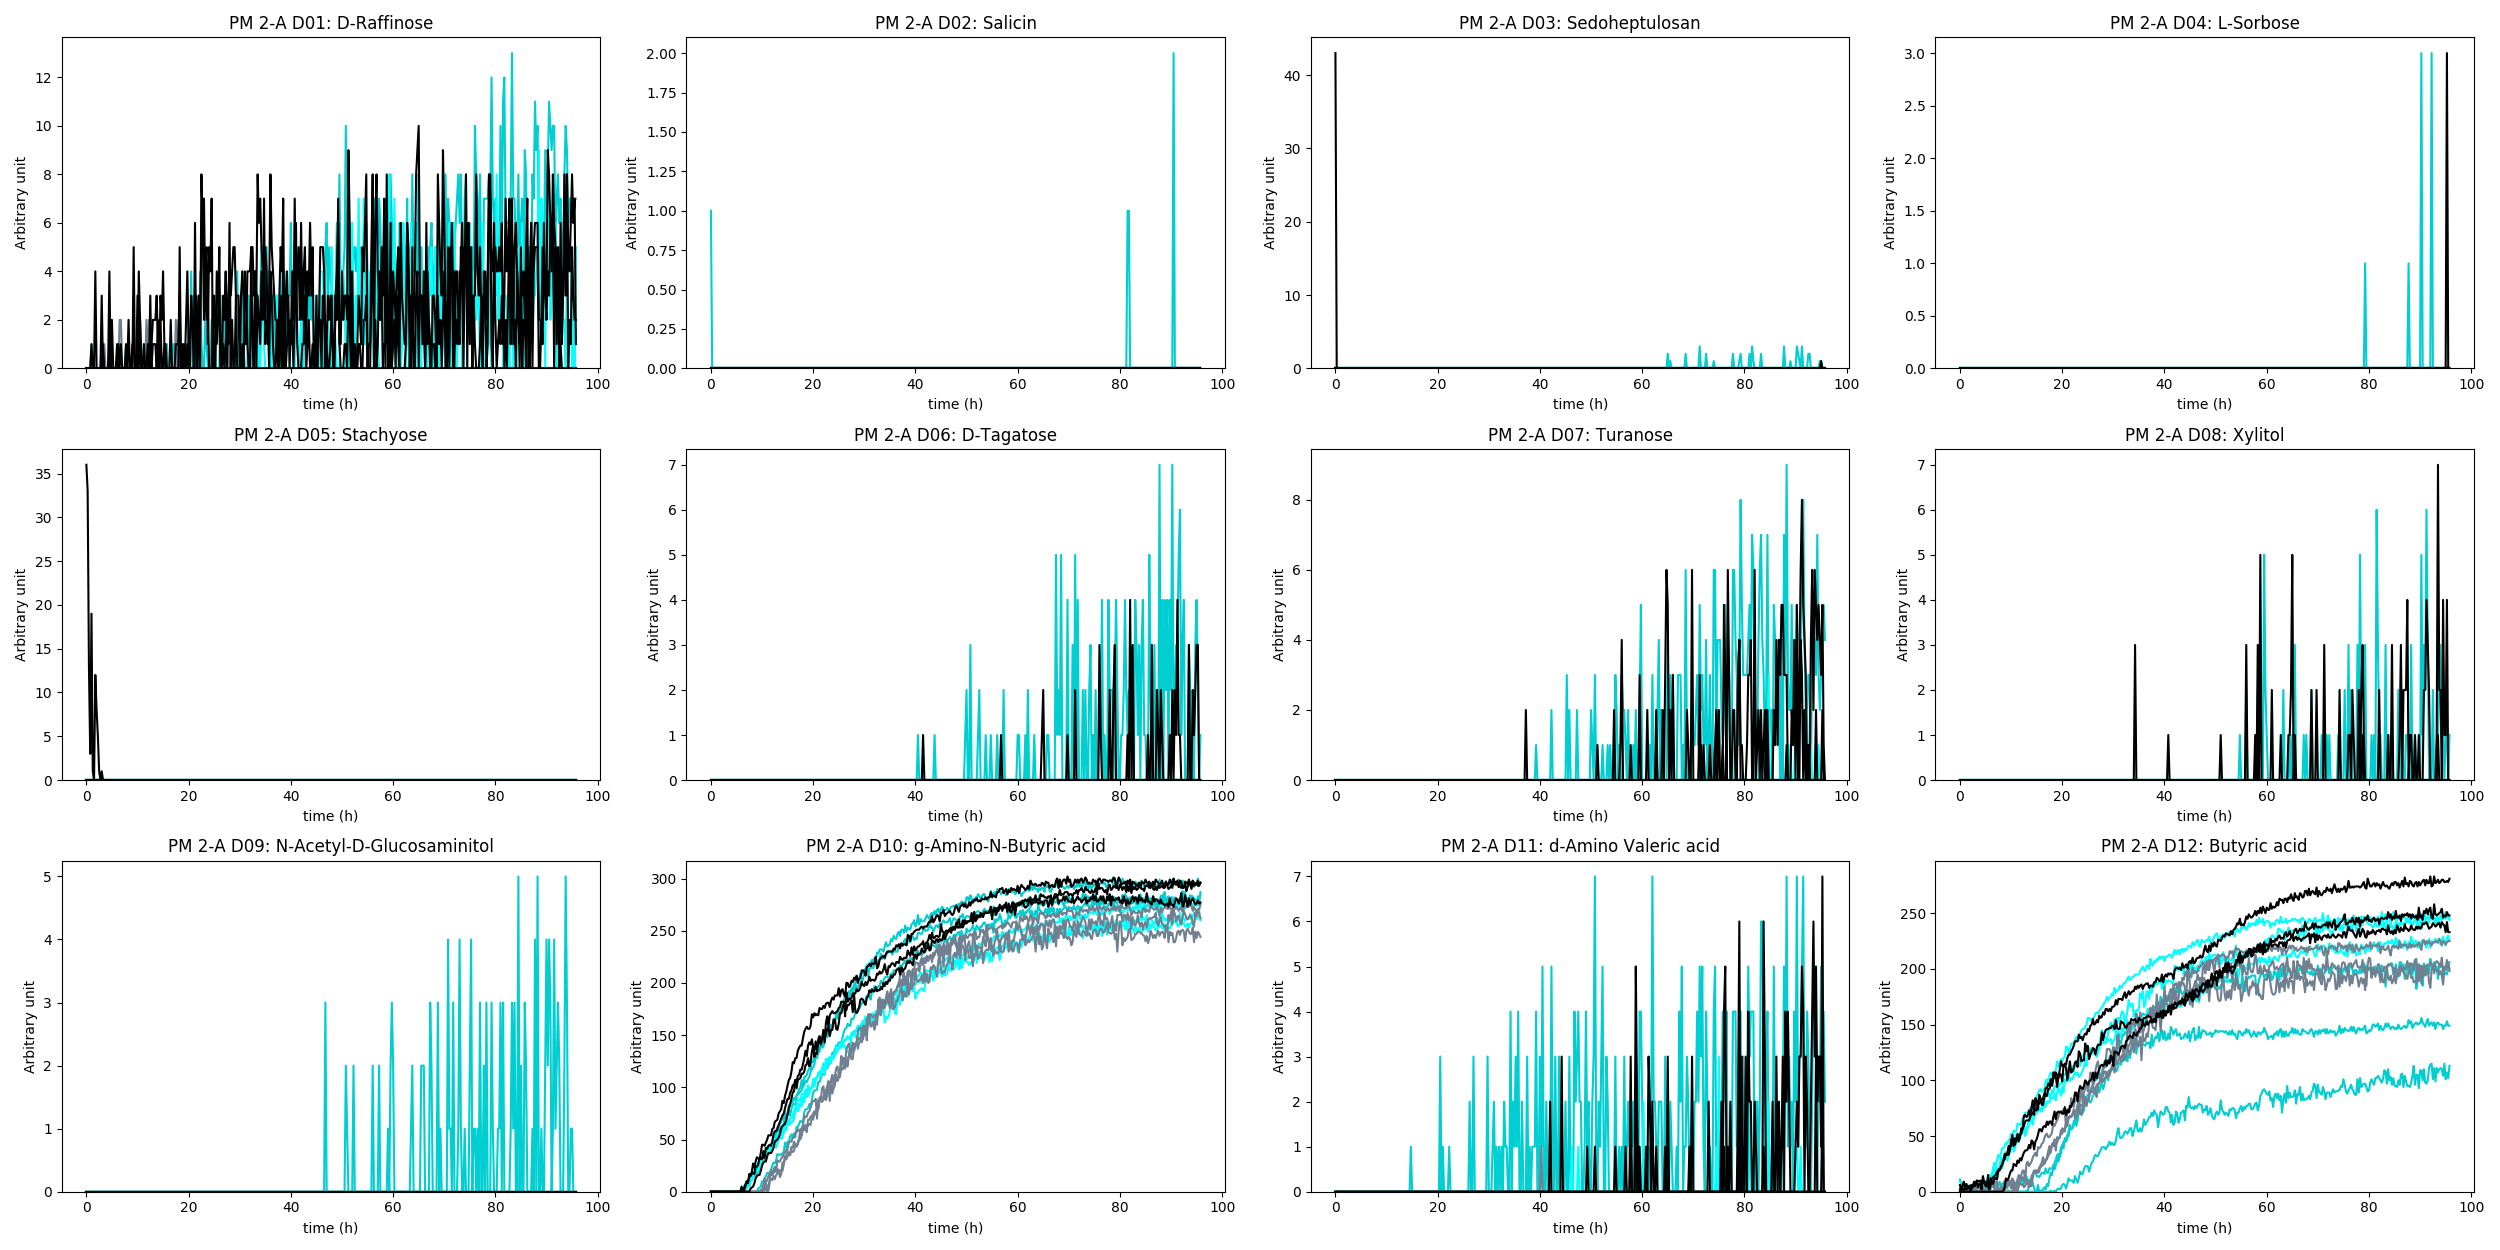 PM 2-A D01: D-Raffinose
Arbitrary unit
12
10
8
6
4
2
0
0 20 40 60 80 100
time (h)
PM 2-A D02: Salicin
Arbitrary unit
2.00
1.75
1.50
1.25
1.00
0.75
0.50
0.25
0.00
0 20 40 60 80 100
time (h)
PM 2-A D03: Sedoheptulosan
Arbitrary unit
40
30
20
10
0
0 20 40 60 80 100
time (h)
PM 2-A D04: L-Sorbose
Arbitrary unit
3.0
2.5
2.0
1.5
1.0
0.5
0.0
0 20 40 60 80 100
time (h)
PM 2-A D05: Stachyose
Arbitrary unit
35
30
25
20
15
10
5
0
0 20 40 60 80 100
time (h)
PM 2-A D06: D-Tagatose
Arbitrary unit
7
6
5
4
3
2
1
0
0 20 40 60 80 100
time (h)
PM 2-A D07: Turanose
Arbitrary unit
8
6
4
2
0
0 20 40 60 80 100
time (h)
PM 2-A D08: Xylitol
Arbitrary unit
7
6
5
4
3
2
1
0
0 20 40 60 80 100
time (h)
PM 2-A D09: N-Acetyl-D-Glucosaminitol
Arbitrary unit
5
4
3
2
1
0
0 20 40 60 80 100
time (h)
PM 2-A D10: g-Amino-N-Butyric acid
Arbitrary unit
300
250
200
150
100
50
0
0 20 40 60 80 100
time (h)
PM 2-A D11: d-Amino Valeric acid
Arbitrary unit
7
6
5
4
3
2
1
0
0 20 40 60 80 100
time (h)
PM 2-A D12: Butyric acid
Arbitrary unit
250
200
150
100
50
0
0 20 40 60 80 100
time (h)